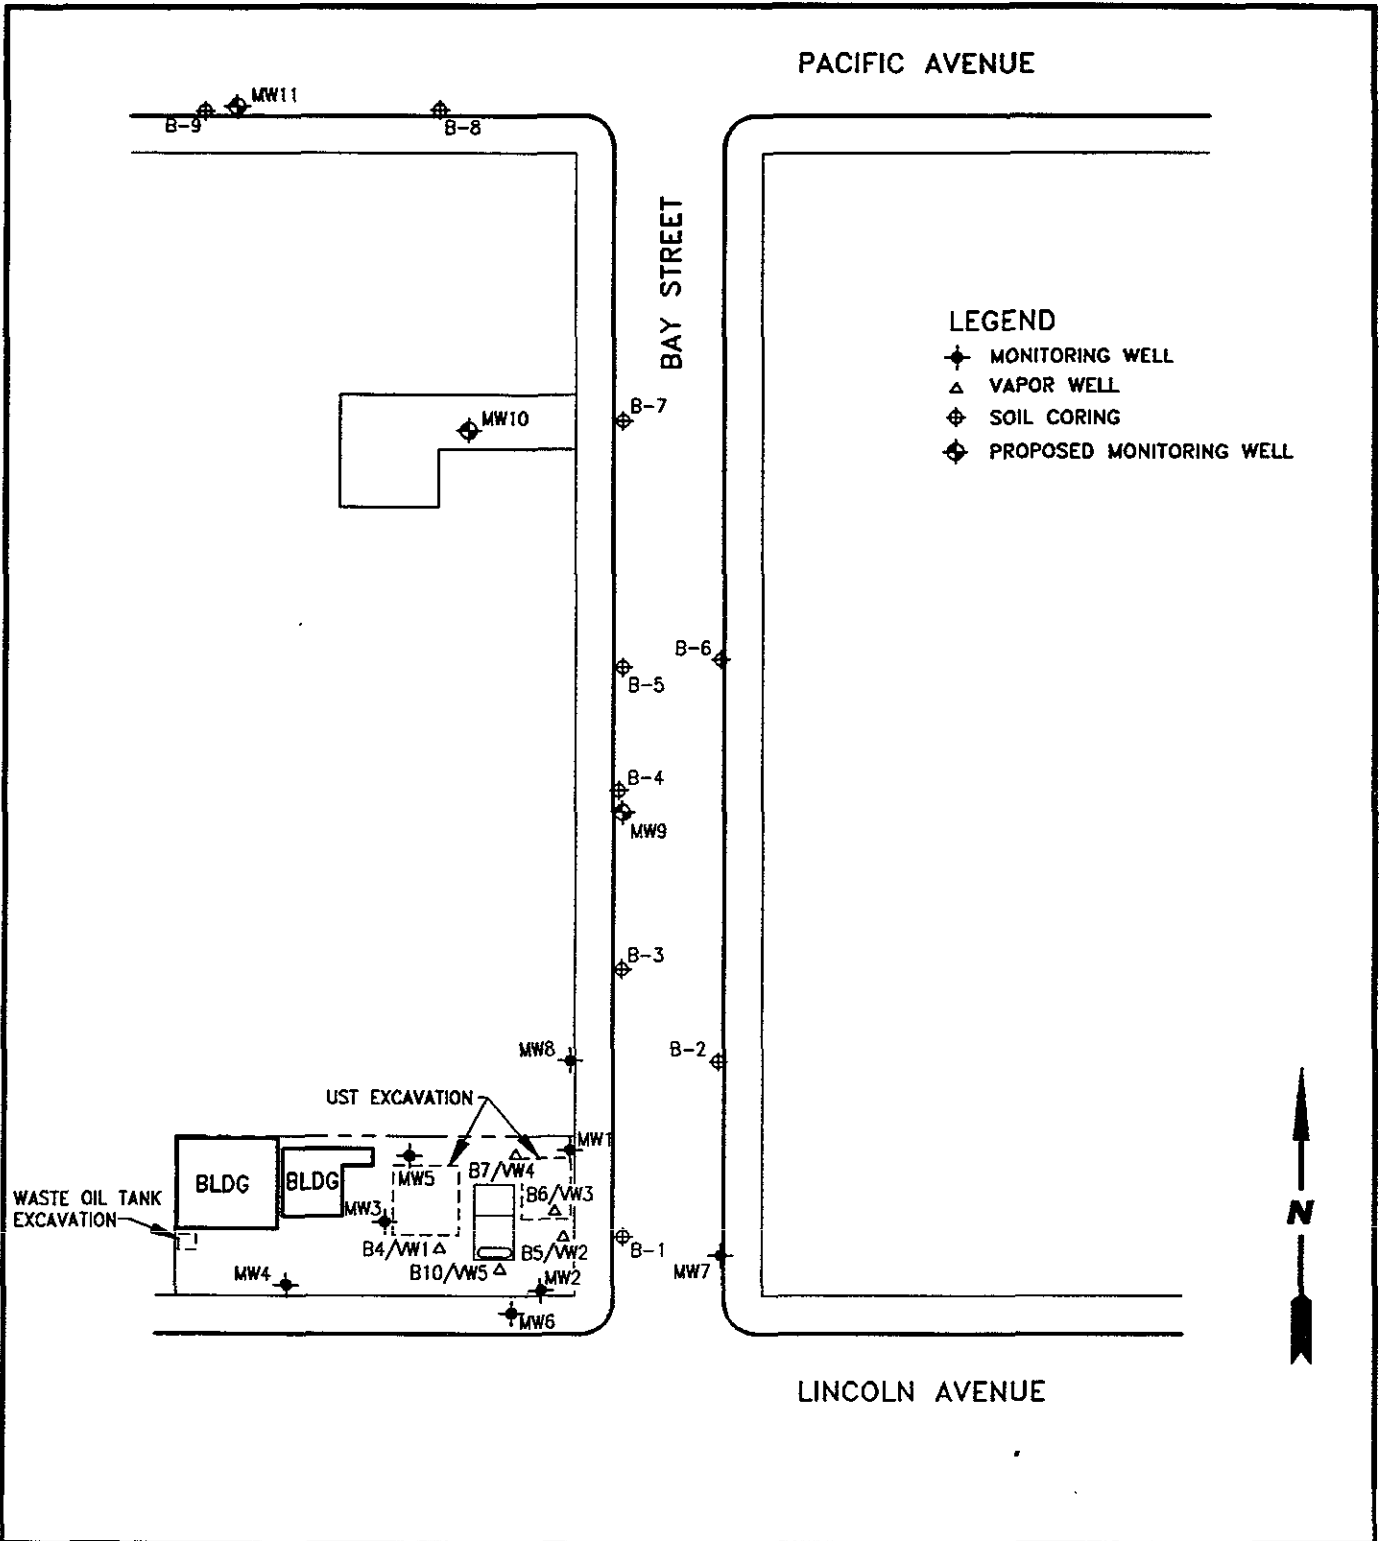 PACIFIC AVENUE
MW11
B-9
B-8
BAY STREET
LEGEND
MONITORING WELL
VAPOR WELL
SOIL CORING
PROPOSED MONITORING WELL
B-7
MW10
B-6
B-5
B-4
MW9
B-3
MW8
B-2
UST EXCAVATION
MW1
BLDG
BLDG
MW5
B7/VW4
B6/VW3
WASTE OIL TANK
EXCAVATION
MW3
B4/VW1
B5/VW2
B-1
B10/VW5
MW7
MW4
MW2
MW6
N
LINCOLN AVENUE